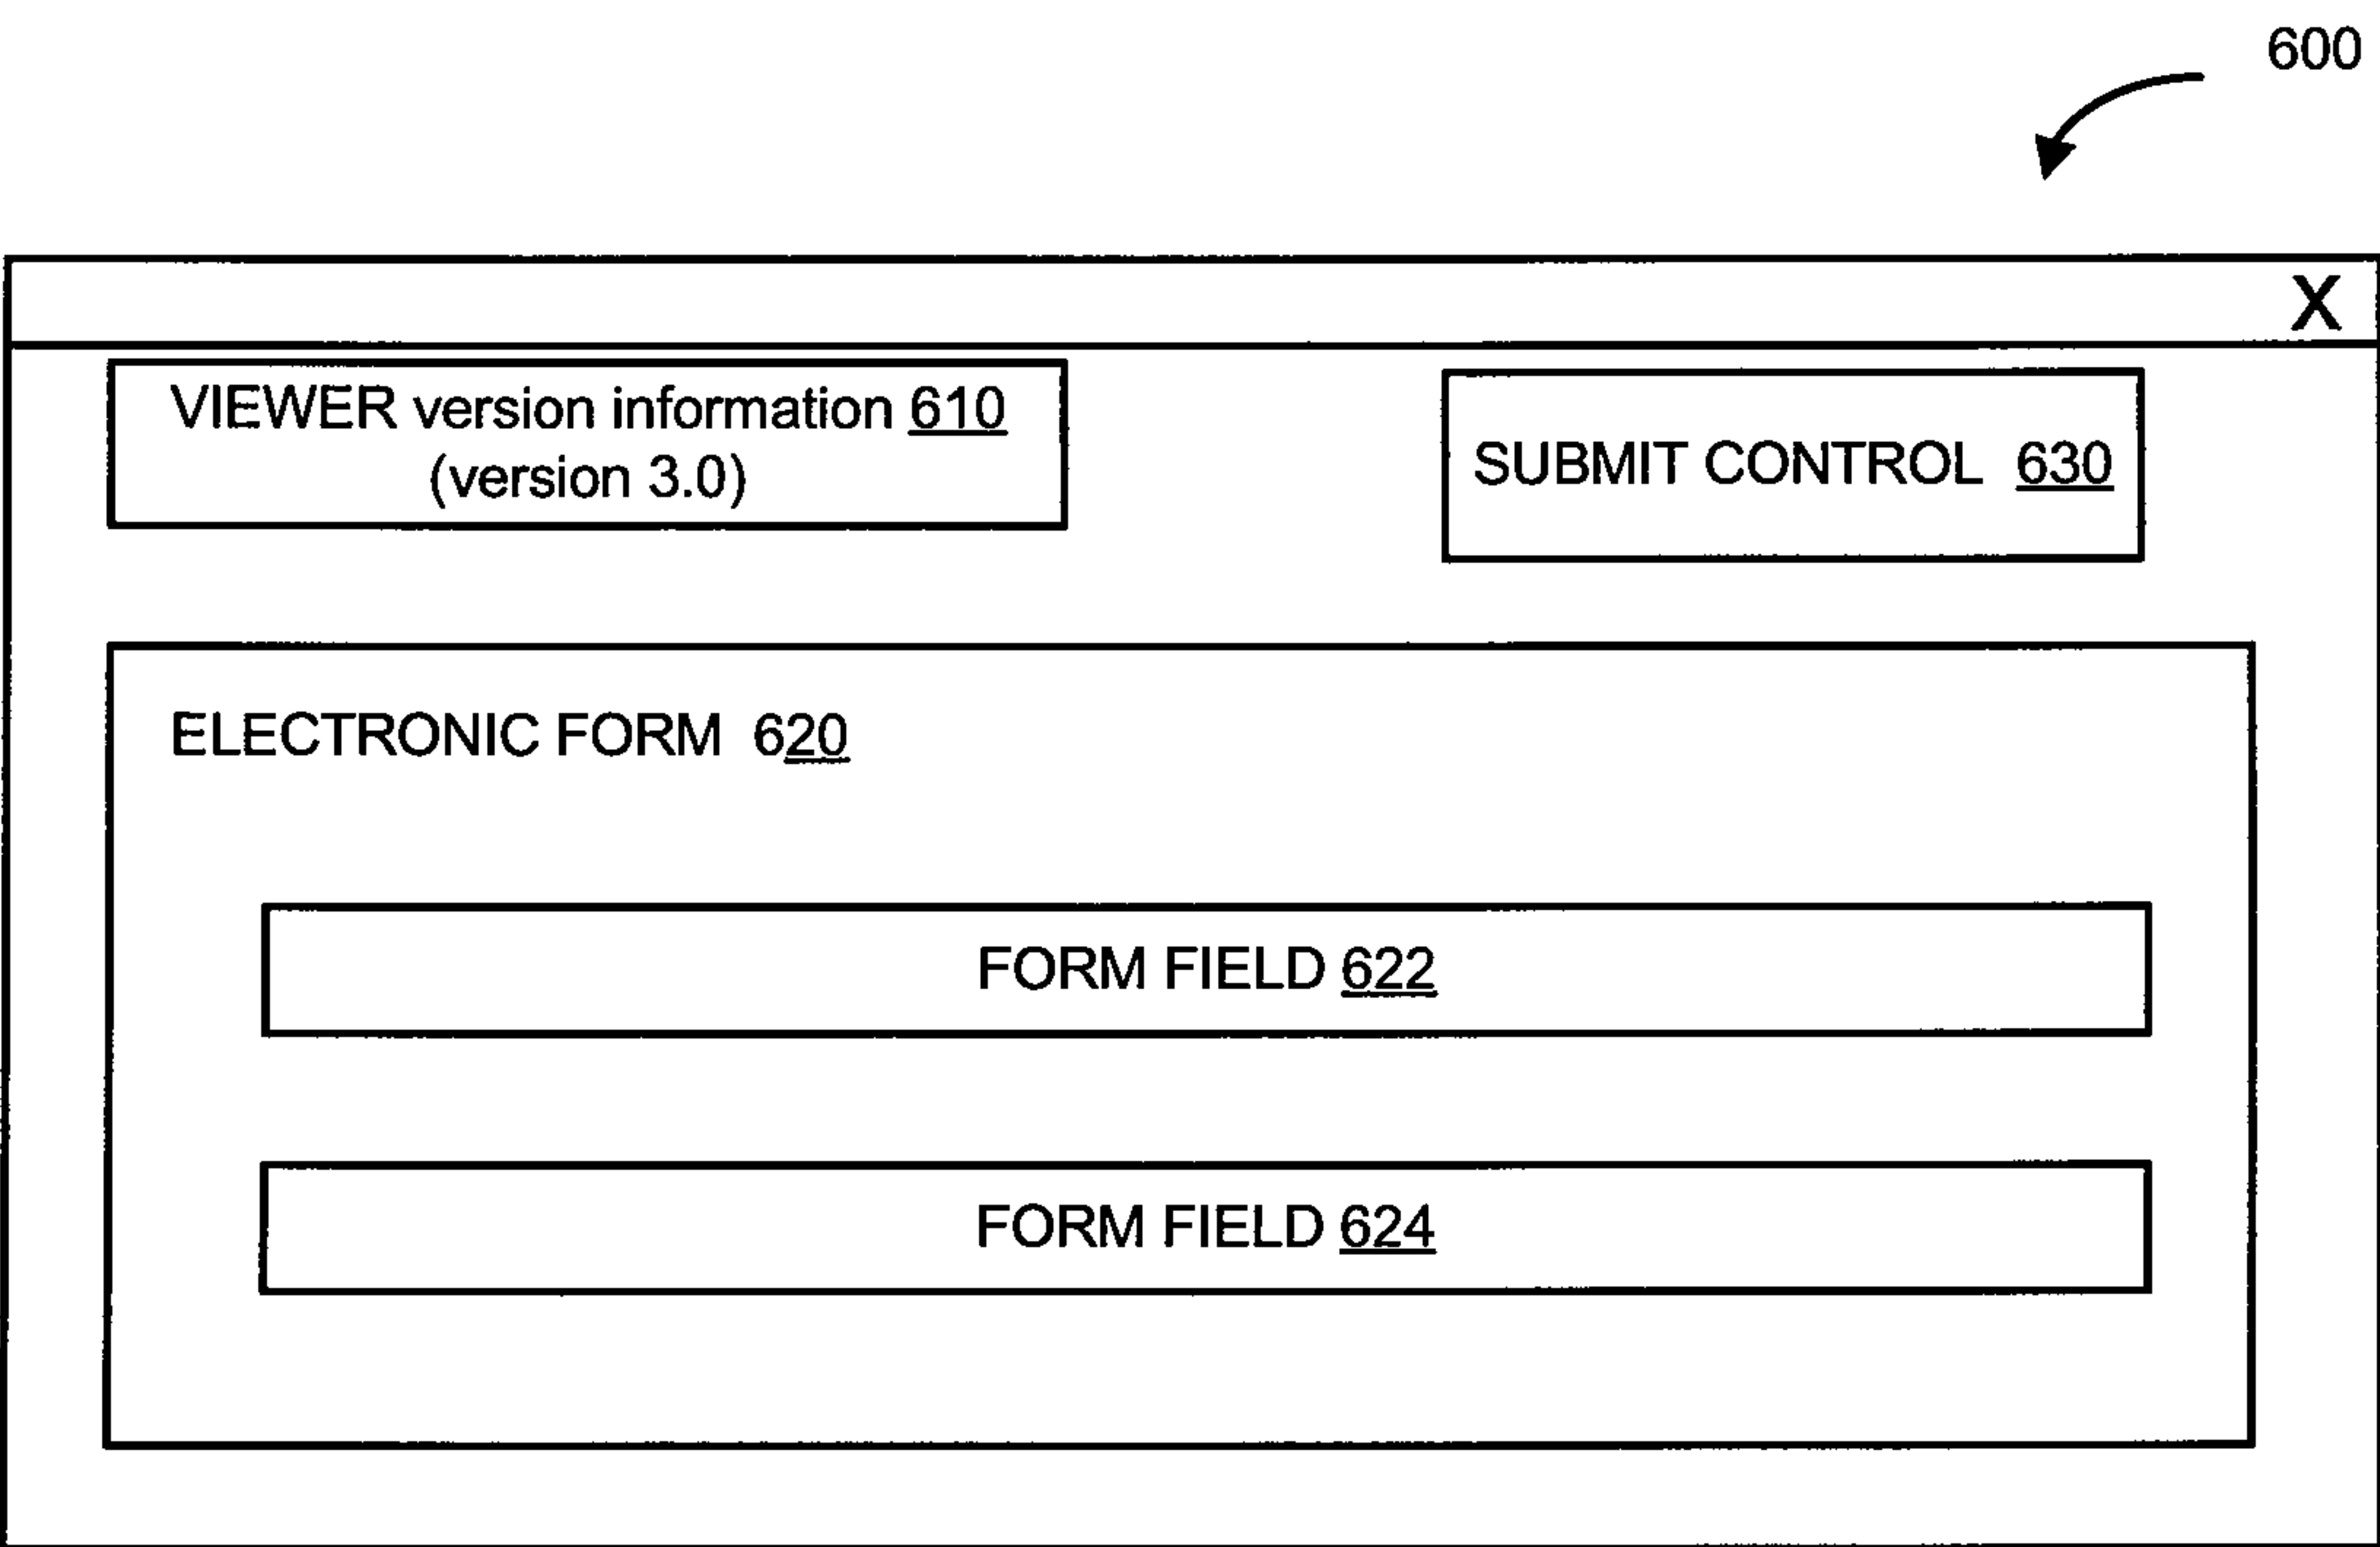 600
X
VIEWER version information 610
(version 3.0)
SUBMIT CONTROL 630
ELECTRONIC FORM 620
FORM FIELD 622
FORM FIELD 624